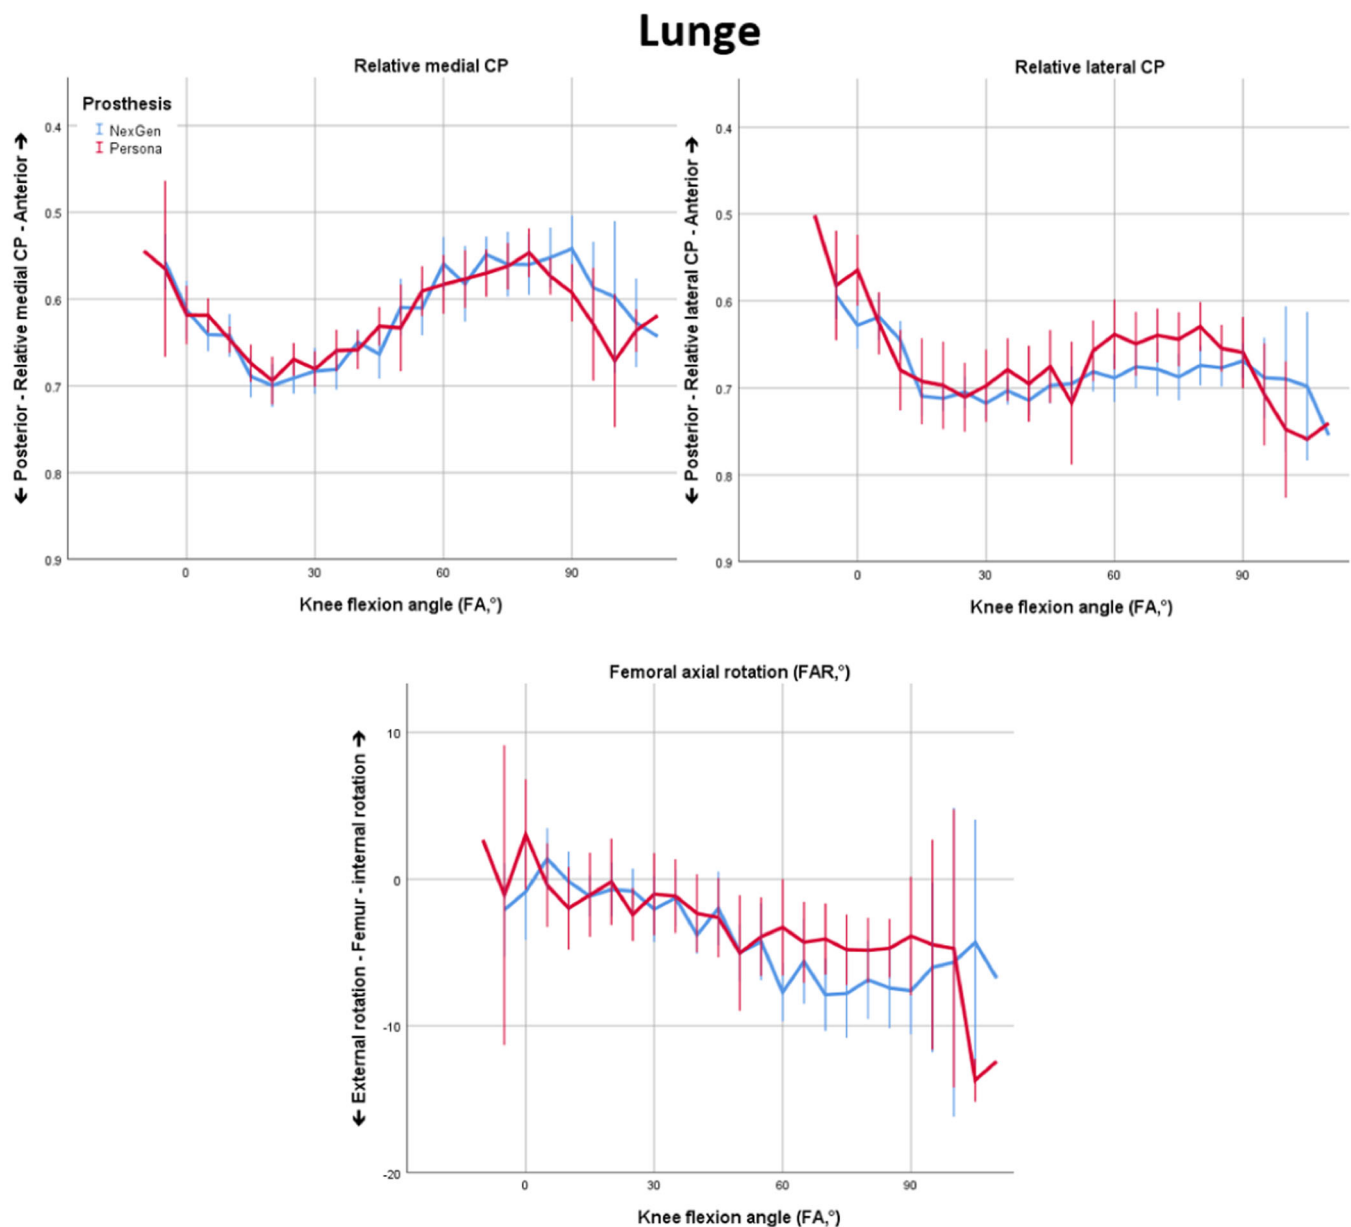 Lunge
Relative medial CP
← Posterior - Relative medial CP - Anterior →
Prosthesis
NexGen
Persona
0.4
0.5
0.6
0.7
0.8
0.9
0 30 60 90
Knee flexion angle (FA,°)
Relative lateral CP
← Posterior - Relative lateral CP - Anterior →
0.4
0.5
0.6
0.7
0.8
0.9
0 30 60 90
Knee flexion angle (FA,°)
Femoral axial rotation (FAR,°)
← External rotation - Femur - internal rotation →
10
0
-10
-20
0 30 60 90
Knee flexion angle (FA,°)